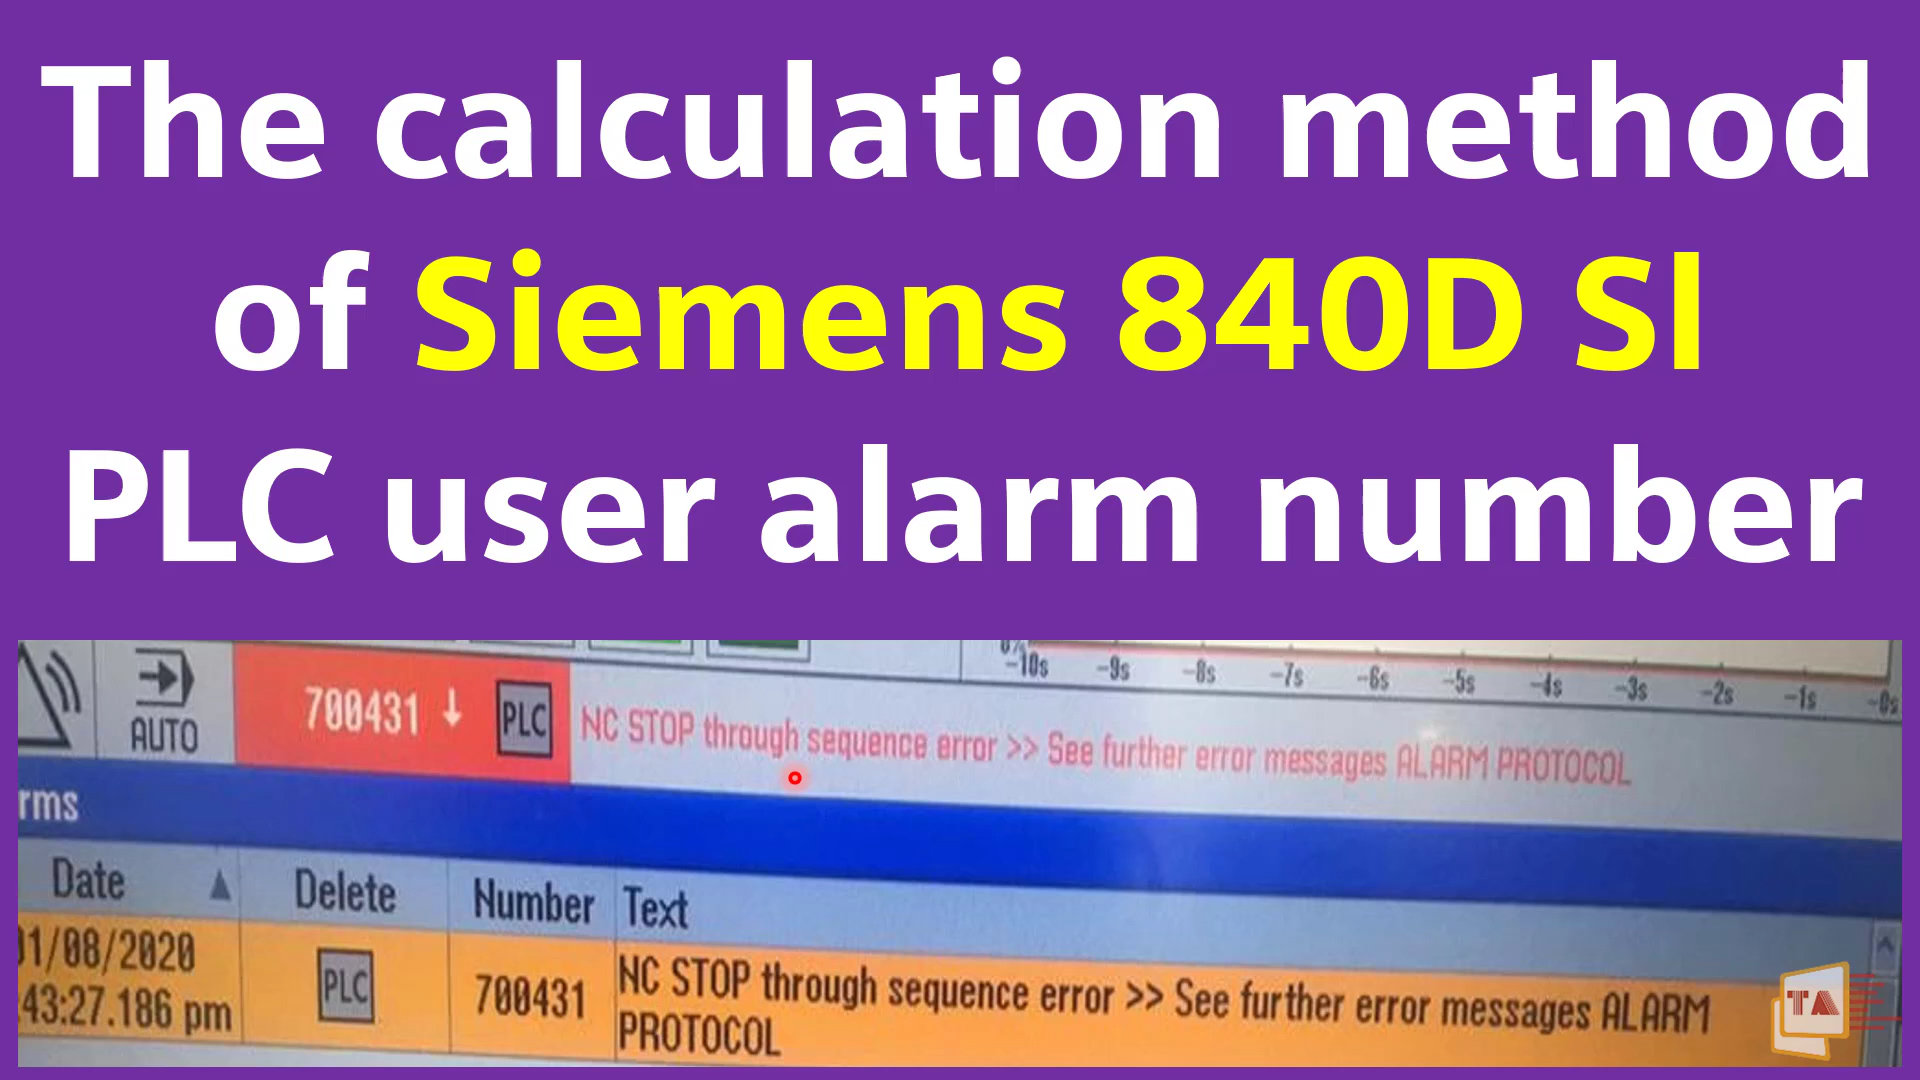 The calculation method
of Siemens 840D Sl
PLC user alarm number
-10s -9s -8s -7s -6s -5s -4s -3s -2s -1s -0s
AUTO
700431 ↓ PLC NC STOP through sequence error >> See further error messages ALARM PROTOCOL
rms
Date Delete Number Text
01/08/2020 PLC 700431 NC STOP through sequence error >> See further error messages ALARM
43:27.186 pm PROTOCOL
TA